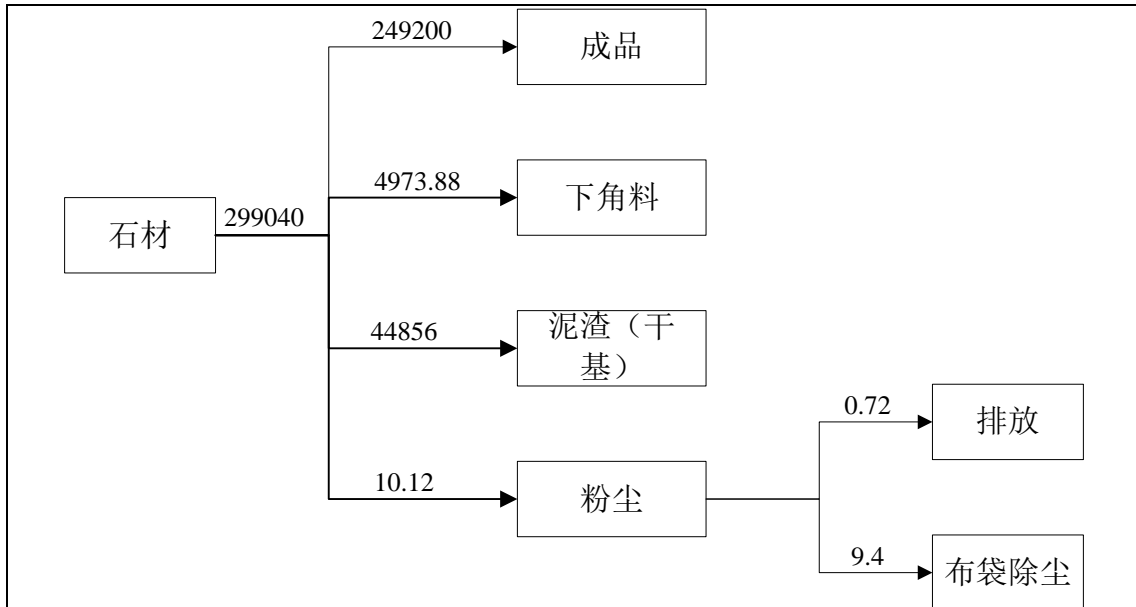 249200
成品
4973.88
下角料
石材
299040
44856
泥渣（干
基）
0.72
排放
10.12
粉尘
9.4
布袋除尘